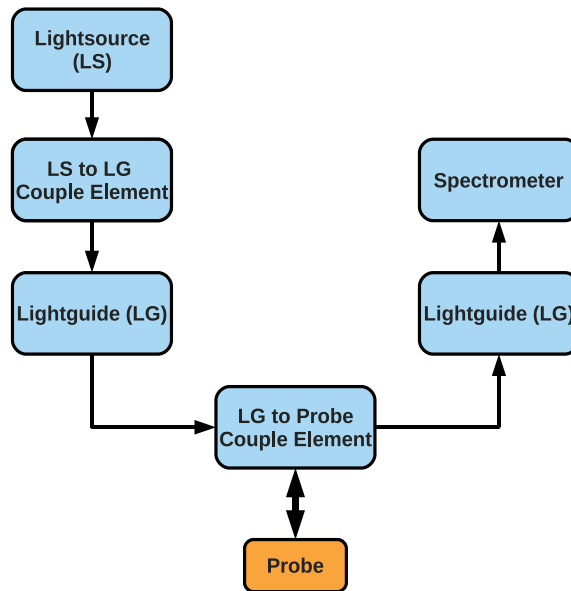 Lightsource
(LS)
LS to LG
Couple Element
Spectrometer
Lightguide (LG)
Lightguide (LG)
LG to Probe
Couple Element
Probe